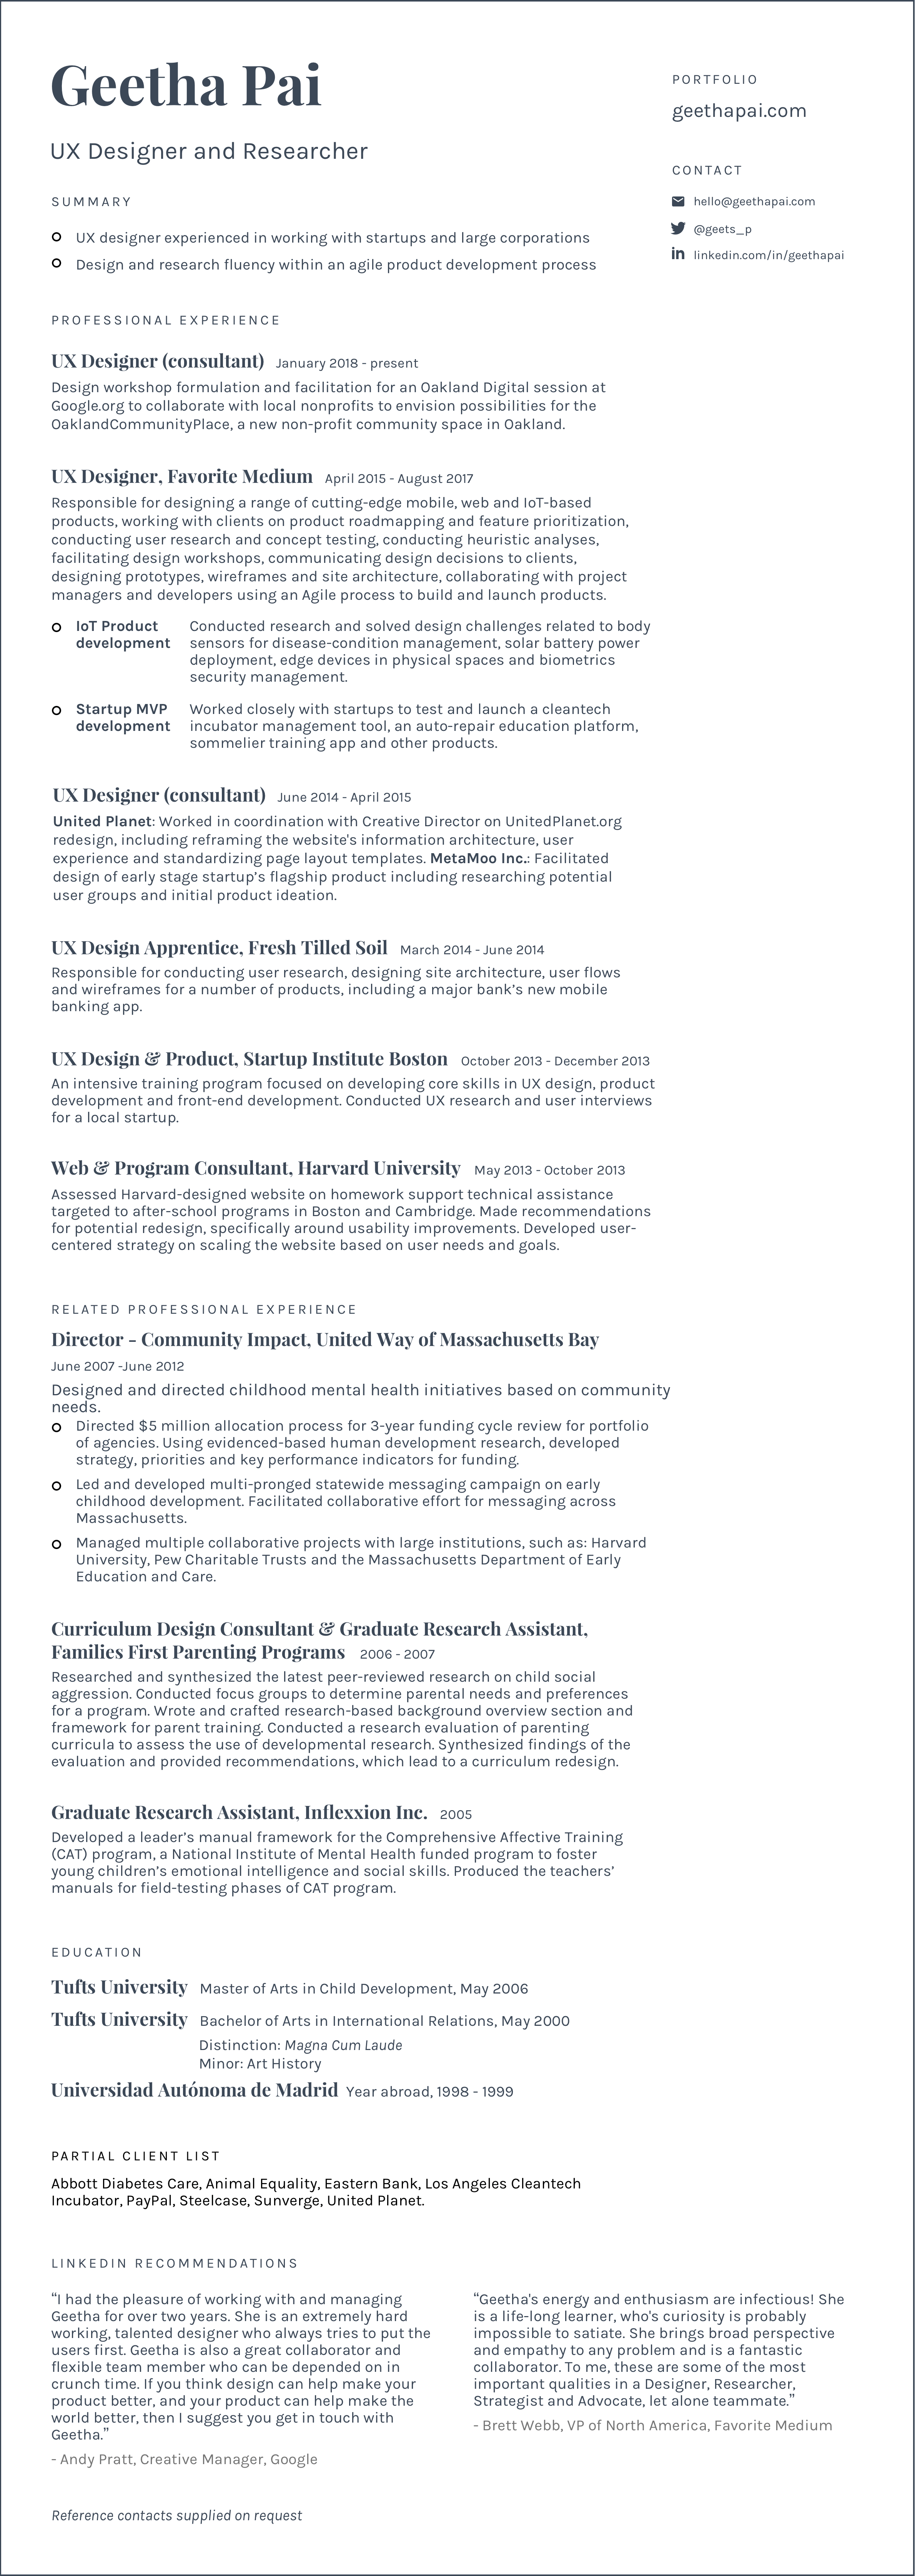 Geetha Pai
UX Designer and Researcher
PORTFOLIO
geethapai.com
CONTACT
hello@geethapai.com
@geets_p
linkedin.com/in/geethapai
SUMMARY
UX designer experienced in working with startups and large corporations
Design and research fluency within an agile product development process
PROFESSIONAL EXPERIENCE
UX Designer (consultant) January 2018 - present
Design workshop formulation and facilitation for an Oakland Digital session at
Google.org to collaborate with local nonprofits to envision possibilities for the
OaklandCommunityPlace, a new non-profit community space in Oakland.
UX Designer, Favorite Medium April 2015 - August 2017
Responsible for designing a range of cutting-edge mobile, web and IoT-based
products, working with clients on product roadmapping and feature prioritization,
conducting user research and concept testing, conducting heuristic analyses,
facilitating design workshops, communicating design decisions to clients,
designing prototypes, wireframes and site architecture, collaborating with project
managers and developers using an Agile process to build and launch products.
IoT Product
development
Conducted research and solved design challenges related to body
sensors for disease-condition management, solar battery power
deployment, edge devices in physical spaces and biometrics
security management.
Startup MVP
development
Worked closely with startups to test and launch a cleantech
incubator management tool, an auto-repair education platform,
sommelier training app and other products.
UX Designer (consultant) June 2014 - April 2015
United Planet: Worked in coordination with Creative Director on UnitedPlanet.org
redesign, including reframing the website's information architecture, user
experience and standardizing page layout templates. MetaMoo Inc.: Facilitated
design of early stage startup's flagship product including researching potential
user groups and initial product ideation.
UX Design Apprentice, Fresh Tilled Soil March 2014 - June 2014
Responsible for conducting user research, designing site architecture, user flows
and wireframes for a number of products, including a major bank's new mobile
banking app.
UX Design & Product, Startup Institute Boston October 2013 - December 2013
An intensive training program focused on developing core skills in UX design, product
development and front-end development. Conducted UX research and user interviews
for a local startup.
Web & Program Consultant, Harvard University May 2013 - October 2013
Assessed Harvard-designed website on homework support technical assistance
targeted to after-school programs in Boston and Cambridge. Made recommendations
for potential redesign, specifically around usability improvements. Developed user-
centered strategy on scaling the website based on user needs and goals.
RELATED PROFESSIONAL EXPERIENCE
Director - Community Impact, United Way of Massachusetts Bay
June 2007 -June 2012
Designed and directed childhood mental health initiatives based on community
needs.
Directed $5 million allocation process for 3-year funding cycle review for portfolio
of agencies. Using evidenced-based human development research, developed
strategy, priorities and key performance indicators for funding.
Led and developed multi-pronged statewide messaging campaign on early
childhood development. Facilitated collaborative effort for messaging across
Massachusetts.
Managed multiple collaborative projects with large institutions, such as: Harvard
University, Pew Charitable Trusts and the Massachusetts Department of Early
Education and Care.
Curriculum Design Consultant & Graduate Research Assistant,
Families First Parenting Programs 2006 - 2007
Researched and synthesized the latest peer-reviewed research on child social
aggression. Conducted focus groups to determine parental needs and preferences
for a program. Wrote and crafted research-based background overview section and
framework for parent training. Conducted a research evaluation of parenting
curricula to assess the use of developmental research. Synthesized findings of the
evaluation and provided recommendations, which lead to a curriculum redesign.
Graduate Research Assistant, Inflexxion Inc. 2005
Developed a leader's manual framework for the Comprehensive Affective Training
(CAT) program, a National Institute of Mental Health funded program to foster
young children's emotional intelligence and social skills. Produced the teachers'
manuals for field-testing phases of CAT program.
EDUCATION
Tufts University Master of Arts in Child Development, May 2006
Tufts University Bachelor of Arts in International Relations, May 2000
Distinction: Magna Cum Laude
Minor: Art History
Universidad Autónoma de Madrid Year abroad, 1998 - 1999
PARTIAL CLIENT LIST
Abbott Diabetes Care, Animal Equality, Eastern Bank, Los Angeles Cleantech
Incubator, PayPal, Steelcase, Sunverge, United Planet.
LINKEDIN RECOMMENDATIONS
“I had the pleasure of working with and managing
Geetha for over two years. She is an extremely hard
working, talented designer who always tries to put the
users first. Geetha is also a great collaborator and
flexible team member who can be depended on in
crunch time. If you think design can help make your
product better, and your product can help make the
world better, then I suggest you get in touch with
Geetha.”
- Andy Pratt, Creative Manager, Google
“Geetha's energy and enthusiasm are infectious! She
is a life-long learner, who's curiosity is probably
impossible to satiate. She brings broad perspective
and empathy to any problem and is a fantastic
collaborator. To me, these are some of the most
important qualities in a Designer, Researcher,
Strategist and Advocate, let alone teammate.”
- Brett Webb, VP of North America, Favorite Medium
Reference contacts supplied on request